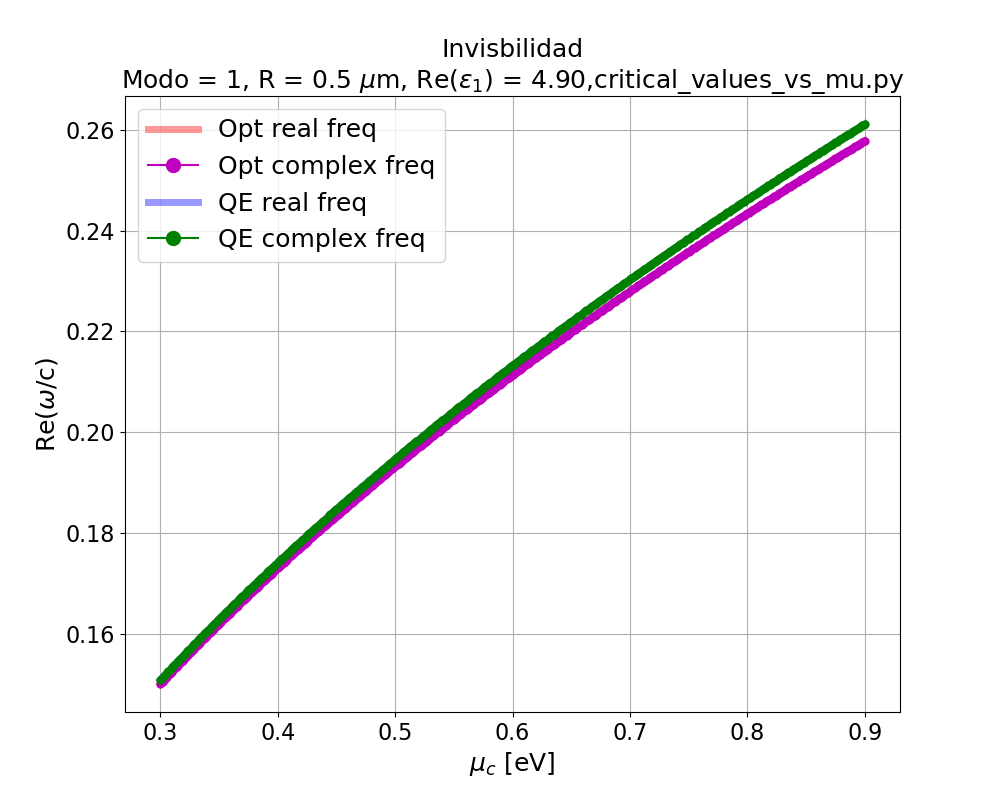 Invisbilidad
Modo = 1, R = 0.5 μm, Re(ε₁) = 4.90,critical_values_vs_mu.py
Opt real freq
Opt complex freq
QE real freq
QE complex freq
Re(ω/c)
0.26
0.24
0.22
0.20
0.18
0.16
0.3 0.4 0.5 0.6 0.7 0.8 0.9
μ_c [eV]